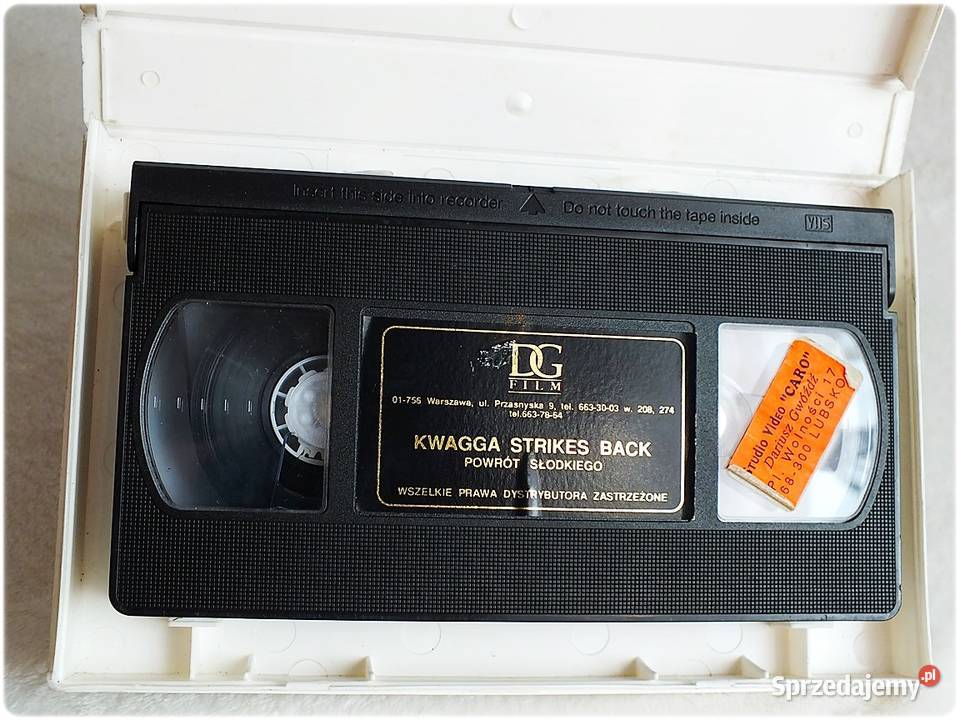 Insert this side into recorder
Do not touch the tape inside
VHS
DG
FILM
01-756 Warszawa, ul. Przasnyska 9, tel. 663-30-03 w. 208, 274
tel.663-78-54
KWAGGA STRIKES BACK
POWRÓT SŁODKIEGO
WSZELKIE PRAWA DYSTRYBUTORA ZASTRZEŻONE
STUDIO VIDEO "CARO"
Dariusz Gwóźdź
Pl. Wolności 17
68-300 LUBSKO
Sprzedajemy.pl